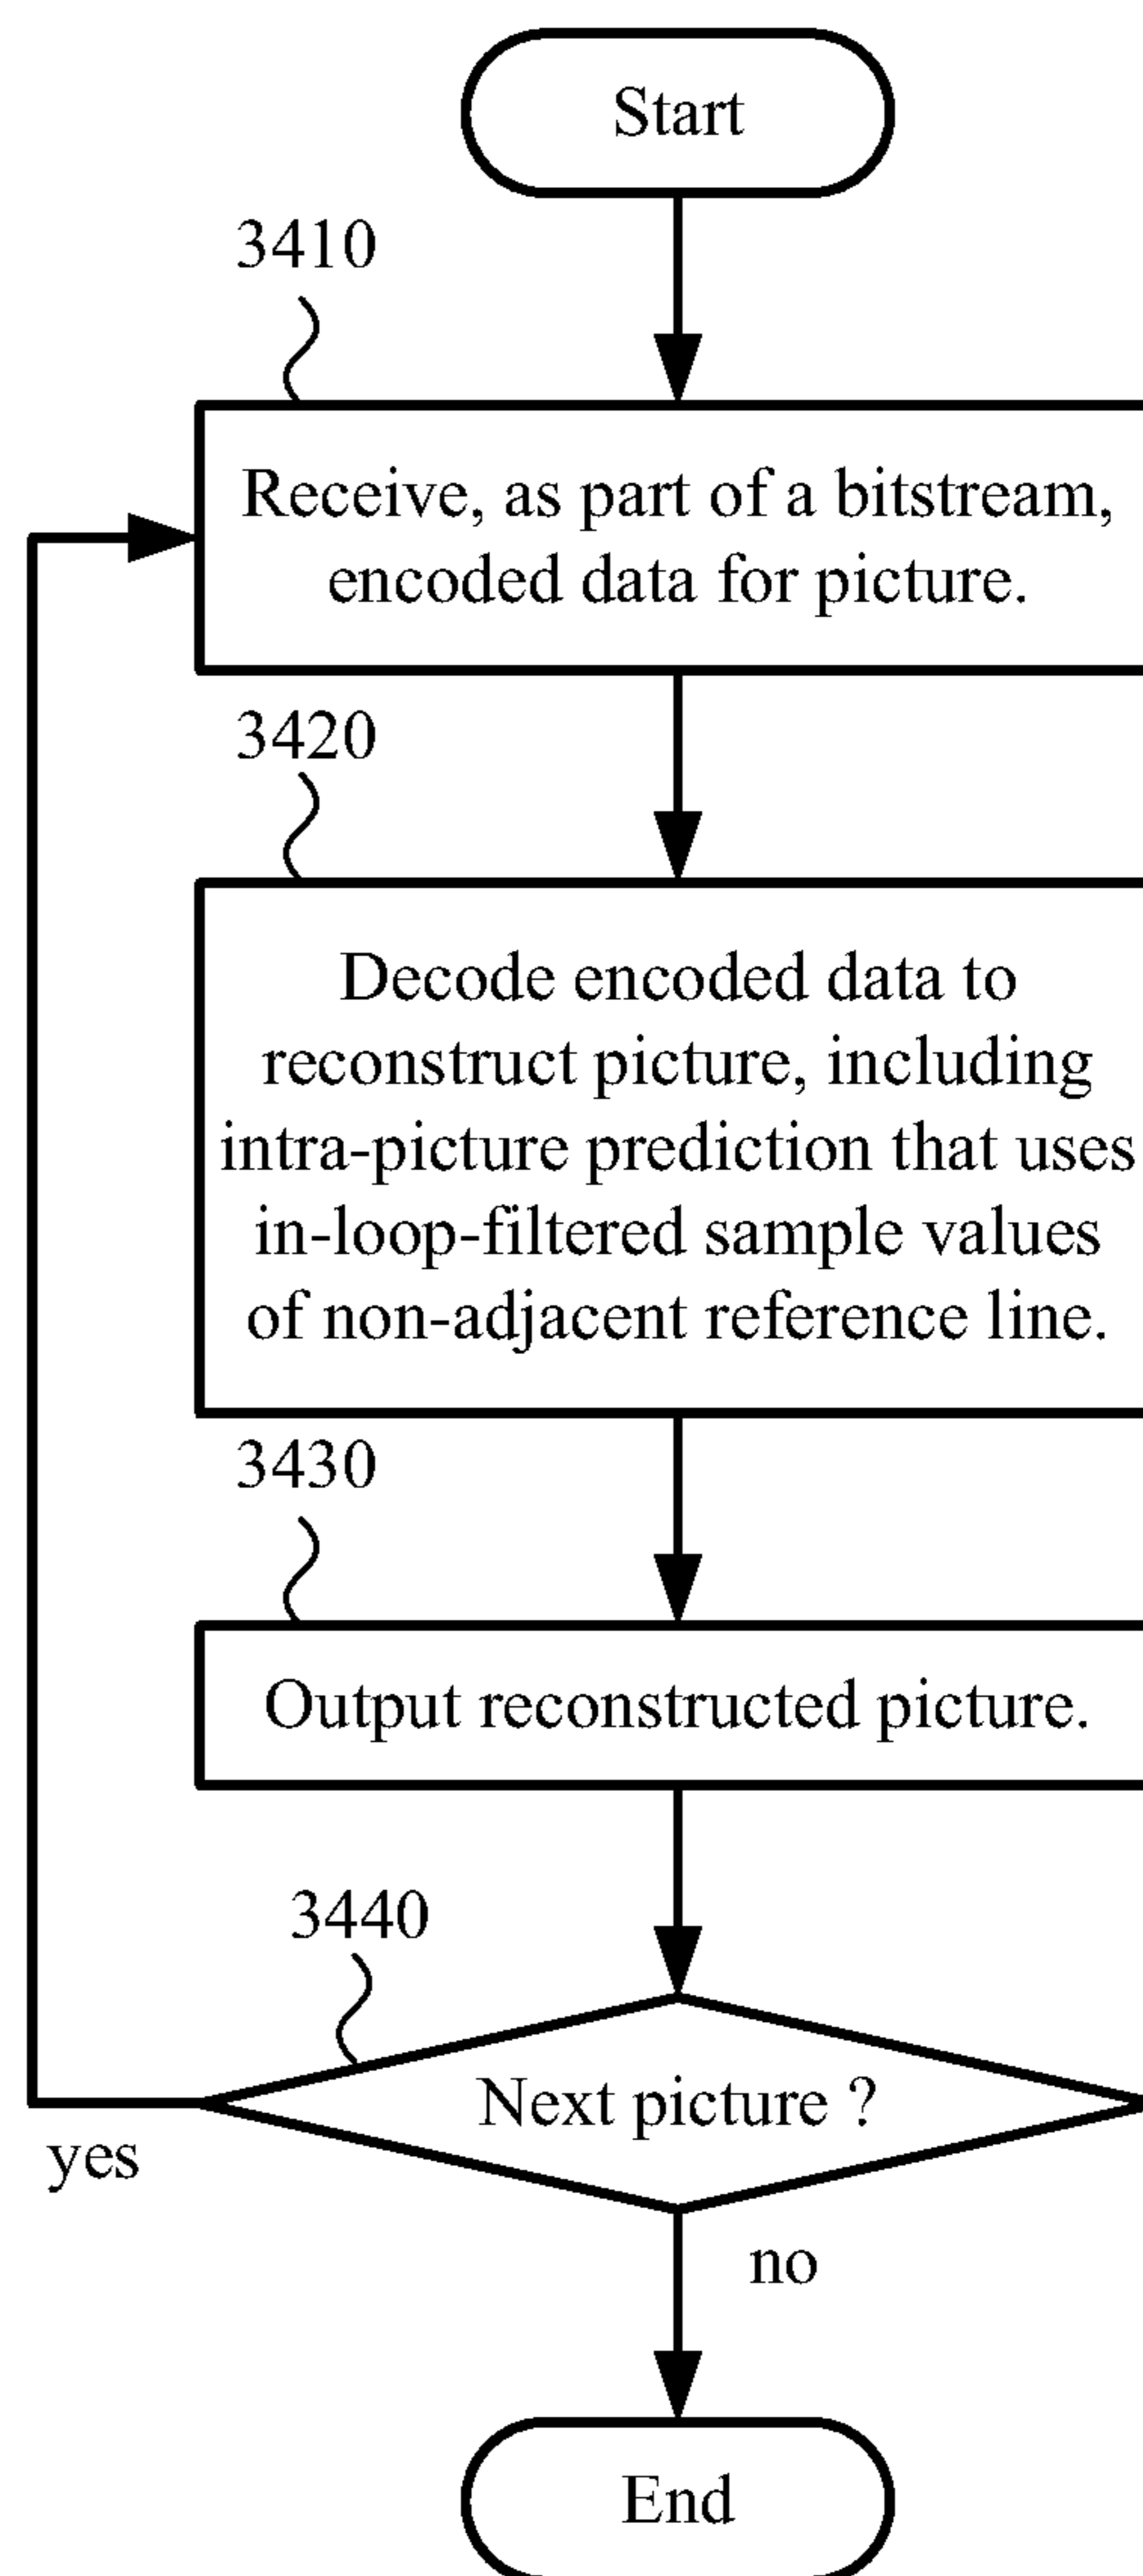 Start
3410
Receive, as part of a bitstream,
encoded data for picture.
3420
Decode encoded data to
reconstruct picture, including
intra-picture prediction that uses
in-loop-filtered sample values
of non-adjacent reference line.
3430
Output reconstructed picture.
3440
Next picture ?
yes
no
End